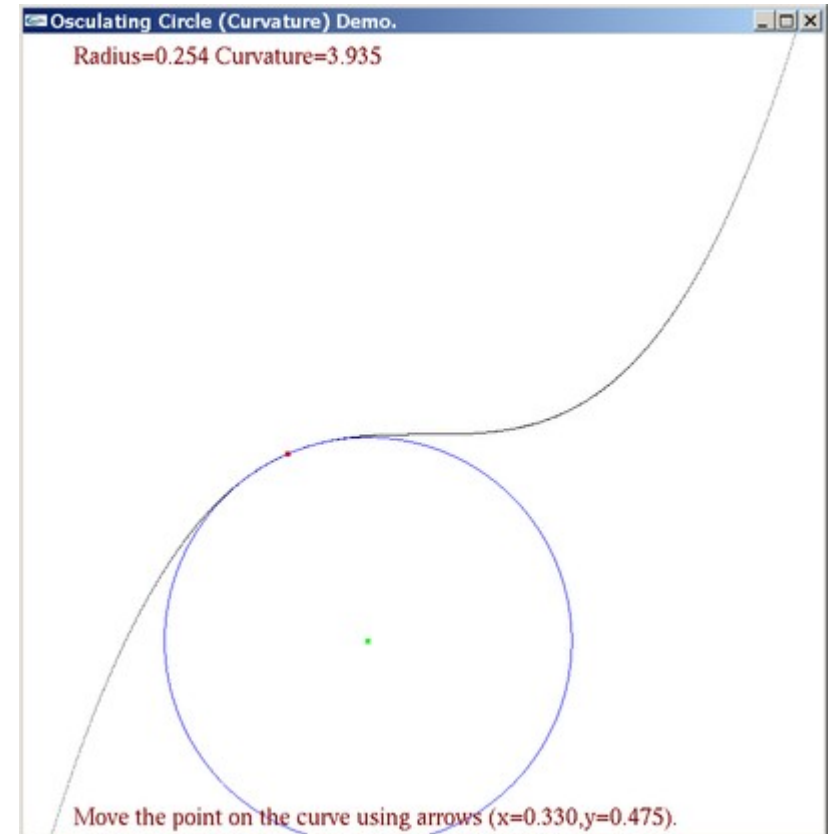 Osculating Circle (Curvature) Demo.
Radius=0.254 Curvature=3.935
Move the point on the curve using arrows (x=0.330,y=0.475).